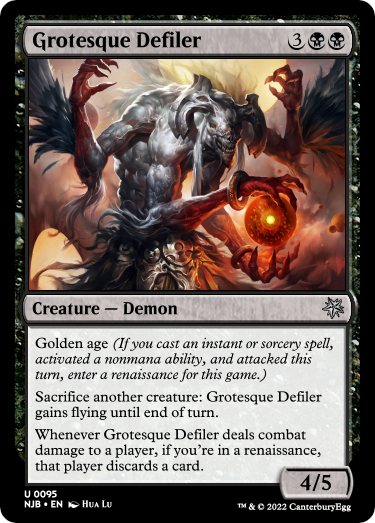 Grotesque Defiler 3
Creature — Demon
Golden age (If you cast an instant or sorcery spell,
activated a nonmana ability, and attacked this
turn, enter a renaissance for this game.)
Sacrifice another creature: Grotesque Defiler
gains flying until end of turn.
Whenever Grotesque Defiler deals combat
damage to a player, if you're in a renaissance,
that player discards a card.
4/5
U 0095
NJB • EN Hua Lu
™ & © 2022 CanterburyEgg